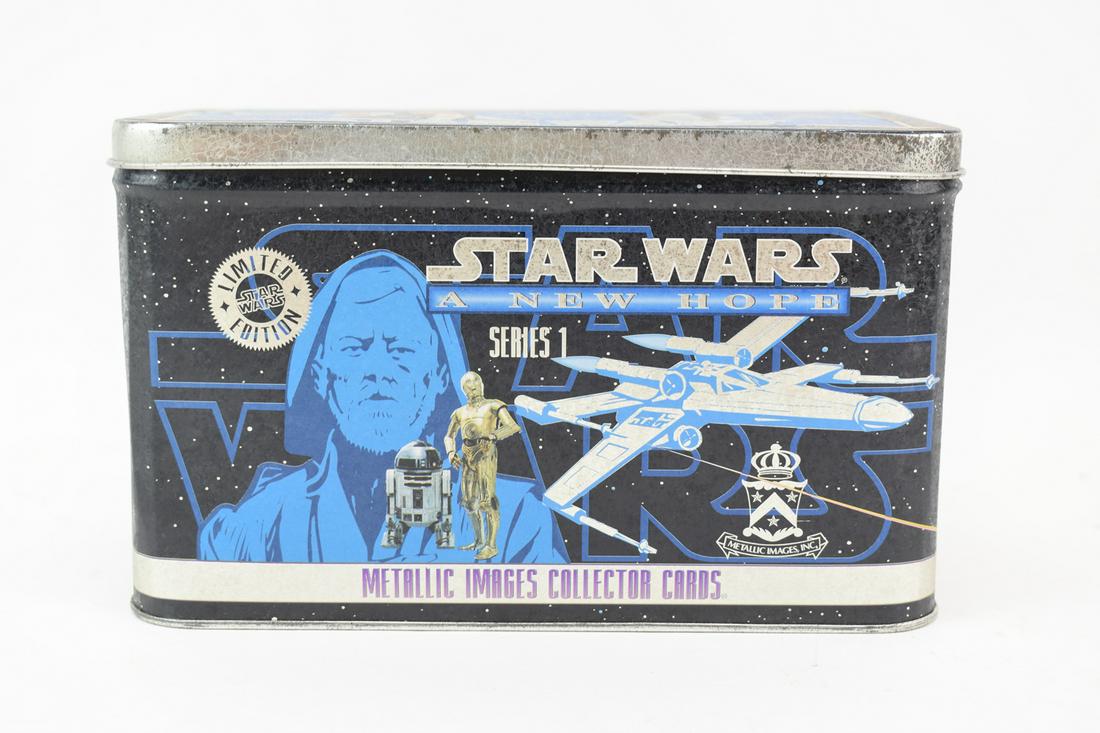 LIMITED
STAR
WARS
EDITION
STAR WARS®
A NEW HOPE
SERIES 1
METALLIC IMAGES, INC.
METALLIC IMAGES COLLECTOR CARDS®